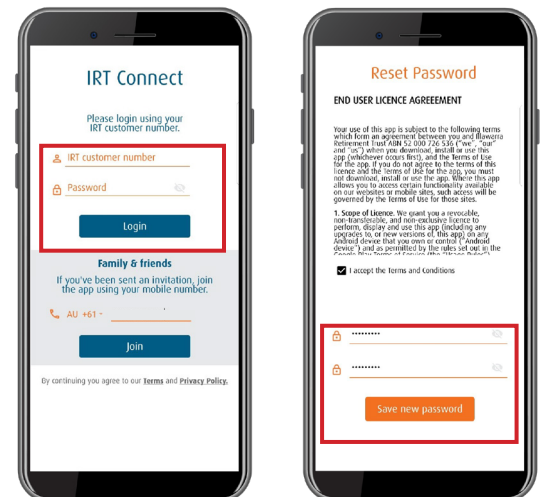 IRT Connect
Please login using your
IRT customer number.
IRT customer number
Password
Login
Family & friends
If you've been sent an invitation, join
the app using your mobile number.
AU +61
Join
By continuing you agree to our Terms and Privacy Policy.
Reset Password
END USER LICENCE AGREEEMENT
Your use of this app is subject to the following terms
which form an agreement between you and Illawarra
Retirement Trust ABN 52 000 726 536 ("we", "our"
and "us") when you download, install or use this
app (whichever occurs first), and the Terms of Use
for the app. If you do not agree to the terms of this
licence and the Terms of Use for the app, you must
not download, install or use the app. Where this app
allows you to access certain functionality available
on our websites or mobile sites, such access will be
governed by the Terms of Use for those sites.
1. Scope of Licence. We grant you a revocable,
non-transferable, and non-exclusive licence to
perform, display and use this app (including any
upgrades to, or new versions of, this app) on any
Android device that you own or control ("Android
device") and as permitted by the rules set out in the
Google Play Terms of Service (the "Usage Rules").
I accept the Terms and Conditions
•••••••••
•••••••••
Save new password